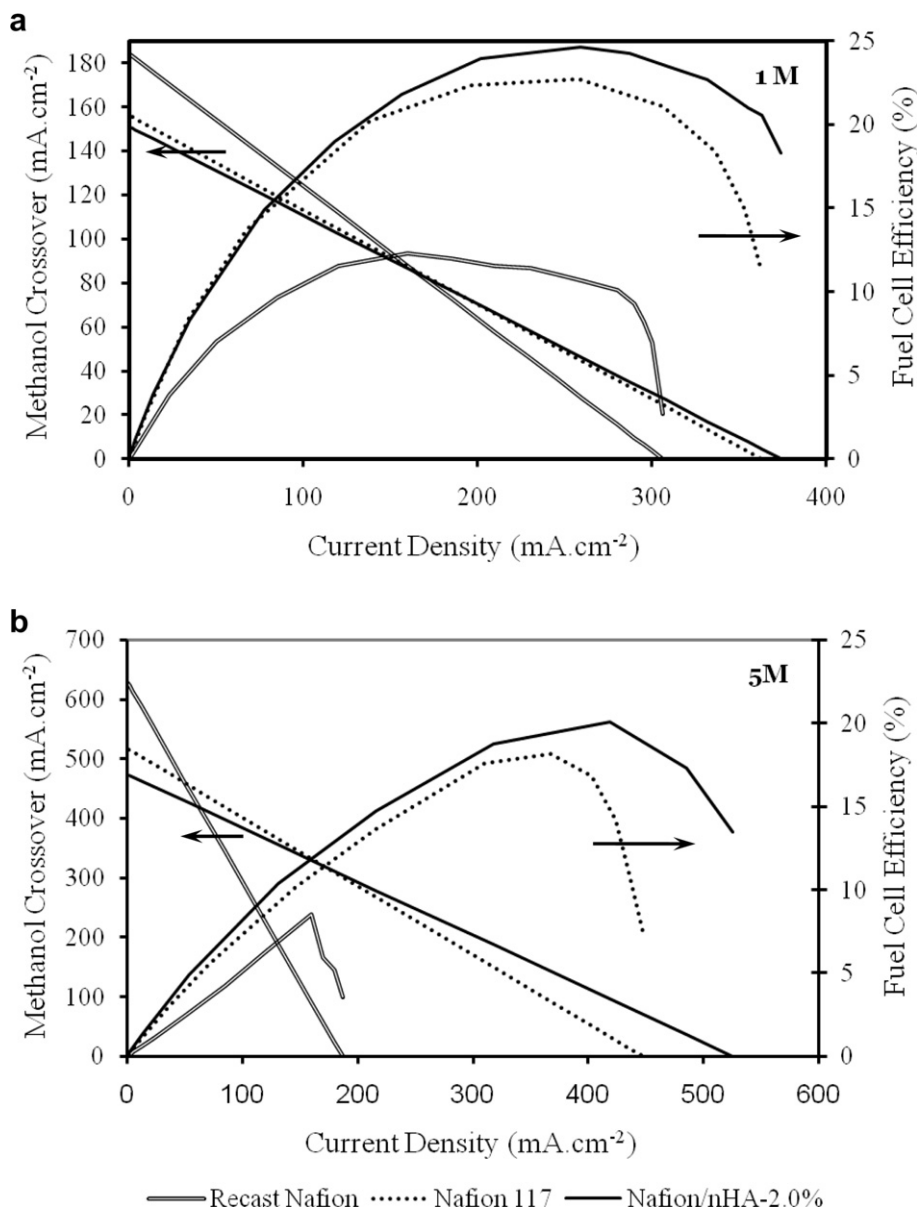 a
1 M
Methanol Crossover (mA.cm-2)
180
160
140
120
100
80
60
40
20
0
25
20
15
10
5
0
Fuel Cell Efficiency (%)
0 100 200 300 400
Current Density (mA.cm-2)
b
5M
Methanol Crossover (mA.cm-2)
700
600
500
400
300
200
100
0
25
20
15
10
5
0
Fuel Cell Efficiency (%)
0 100 200 300 400 500 600
Current Density (mA.cm-2)
Recast Nafion Nafion 117 Nafion/nHA-2.0%